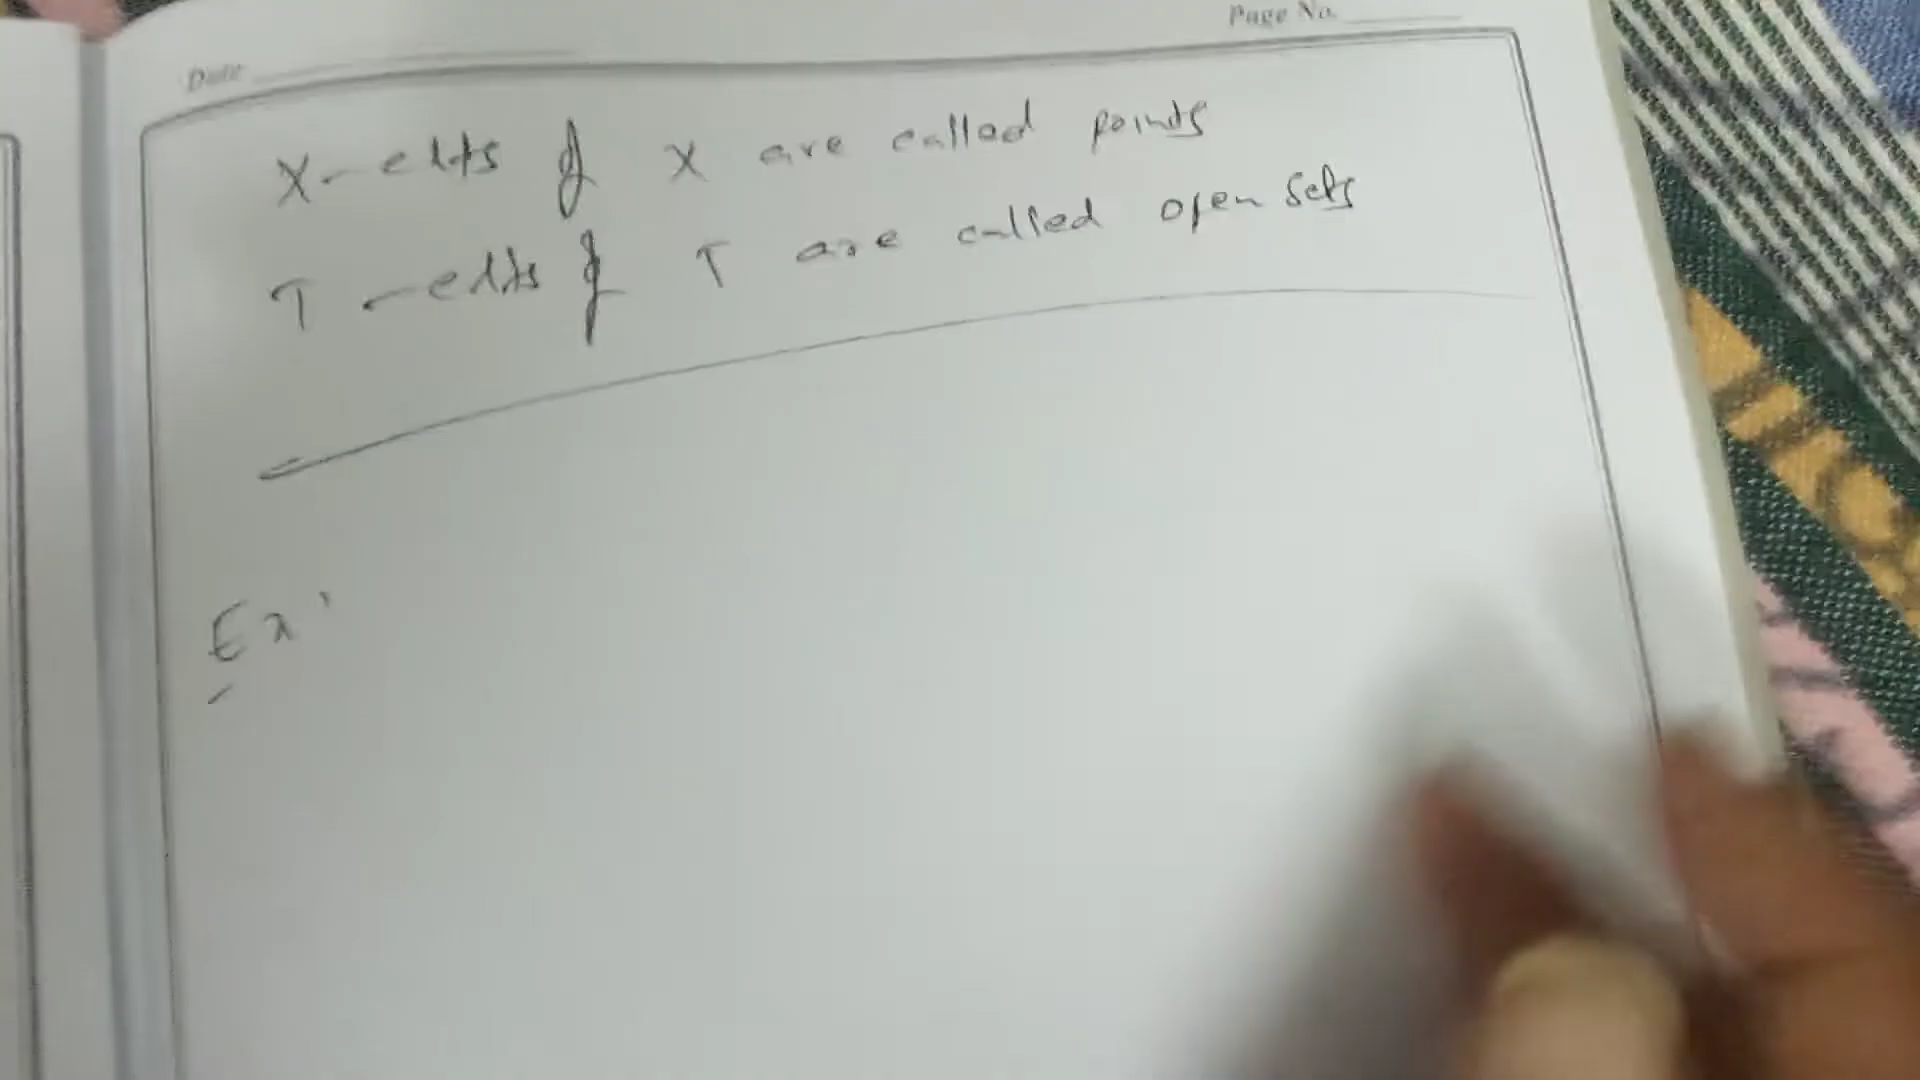 Page No.
Date
X - elts of X are called points
T - elts of T are called open sets
Ex: